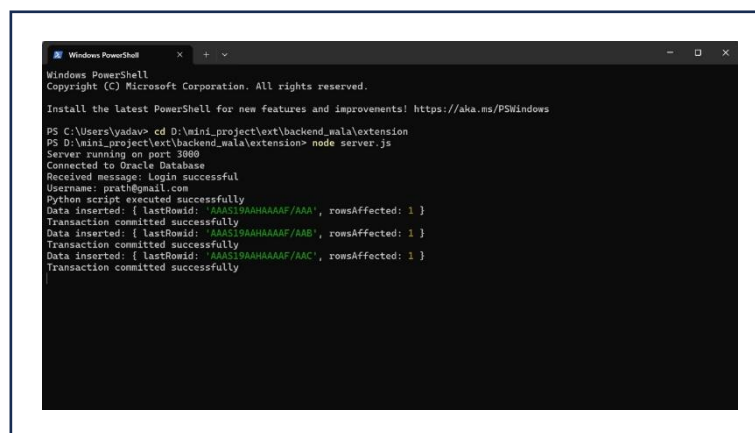 Windows PowerShell
Windows PowerShell
Copyright (C) Microsoft Corporation. All rights reserved.
Install the latest PowerShell for new features and improvements! https://aka.ms/PSWindows
PS C:\Users\yadav> cd D:\mini_project\ext\backend_wala\extension
PS D:\mini_project\ext\backend_wala\extension> node server.js
Server running on port 3000
Connected to Oracle Database
Received message: Login successful
Username: prath@gmail.com
Python script executed successfully
Data inserted: { lastRowid: 'AAAS19AAHAAAAF/AAA', rowsAffected: 1 }
Transaction committed successfully
Data inserted: { lastRowid: 'AAAS19AAHAAAAF/AAB', rowsAffected: 1 }
Transaction committed successfully
Data inserted: { lastRowid: 'AAAS19AAHAAAAF/AAC', rowsAffected: 1 }
Transaction committed successfully